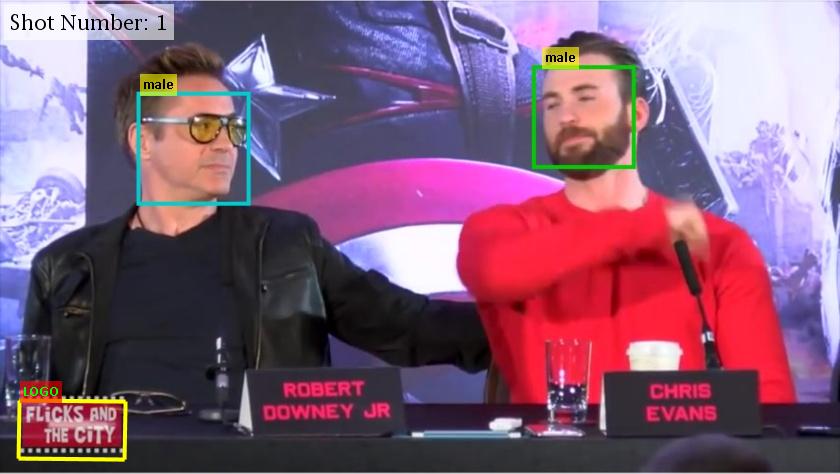 Shot Number: 1
male
male
LOGO
FLiCKS AND
THE CiTY
ROBERT
DOWNEY JR
CHRIS
EVANS